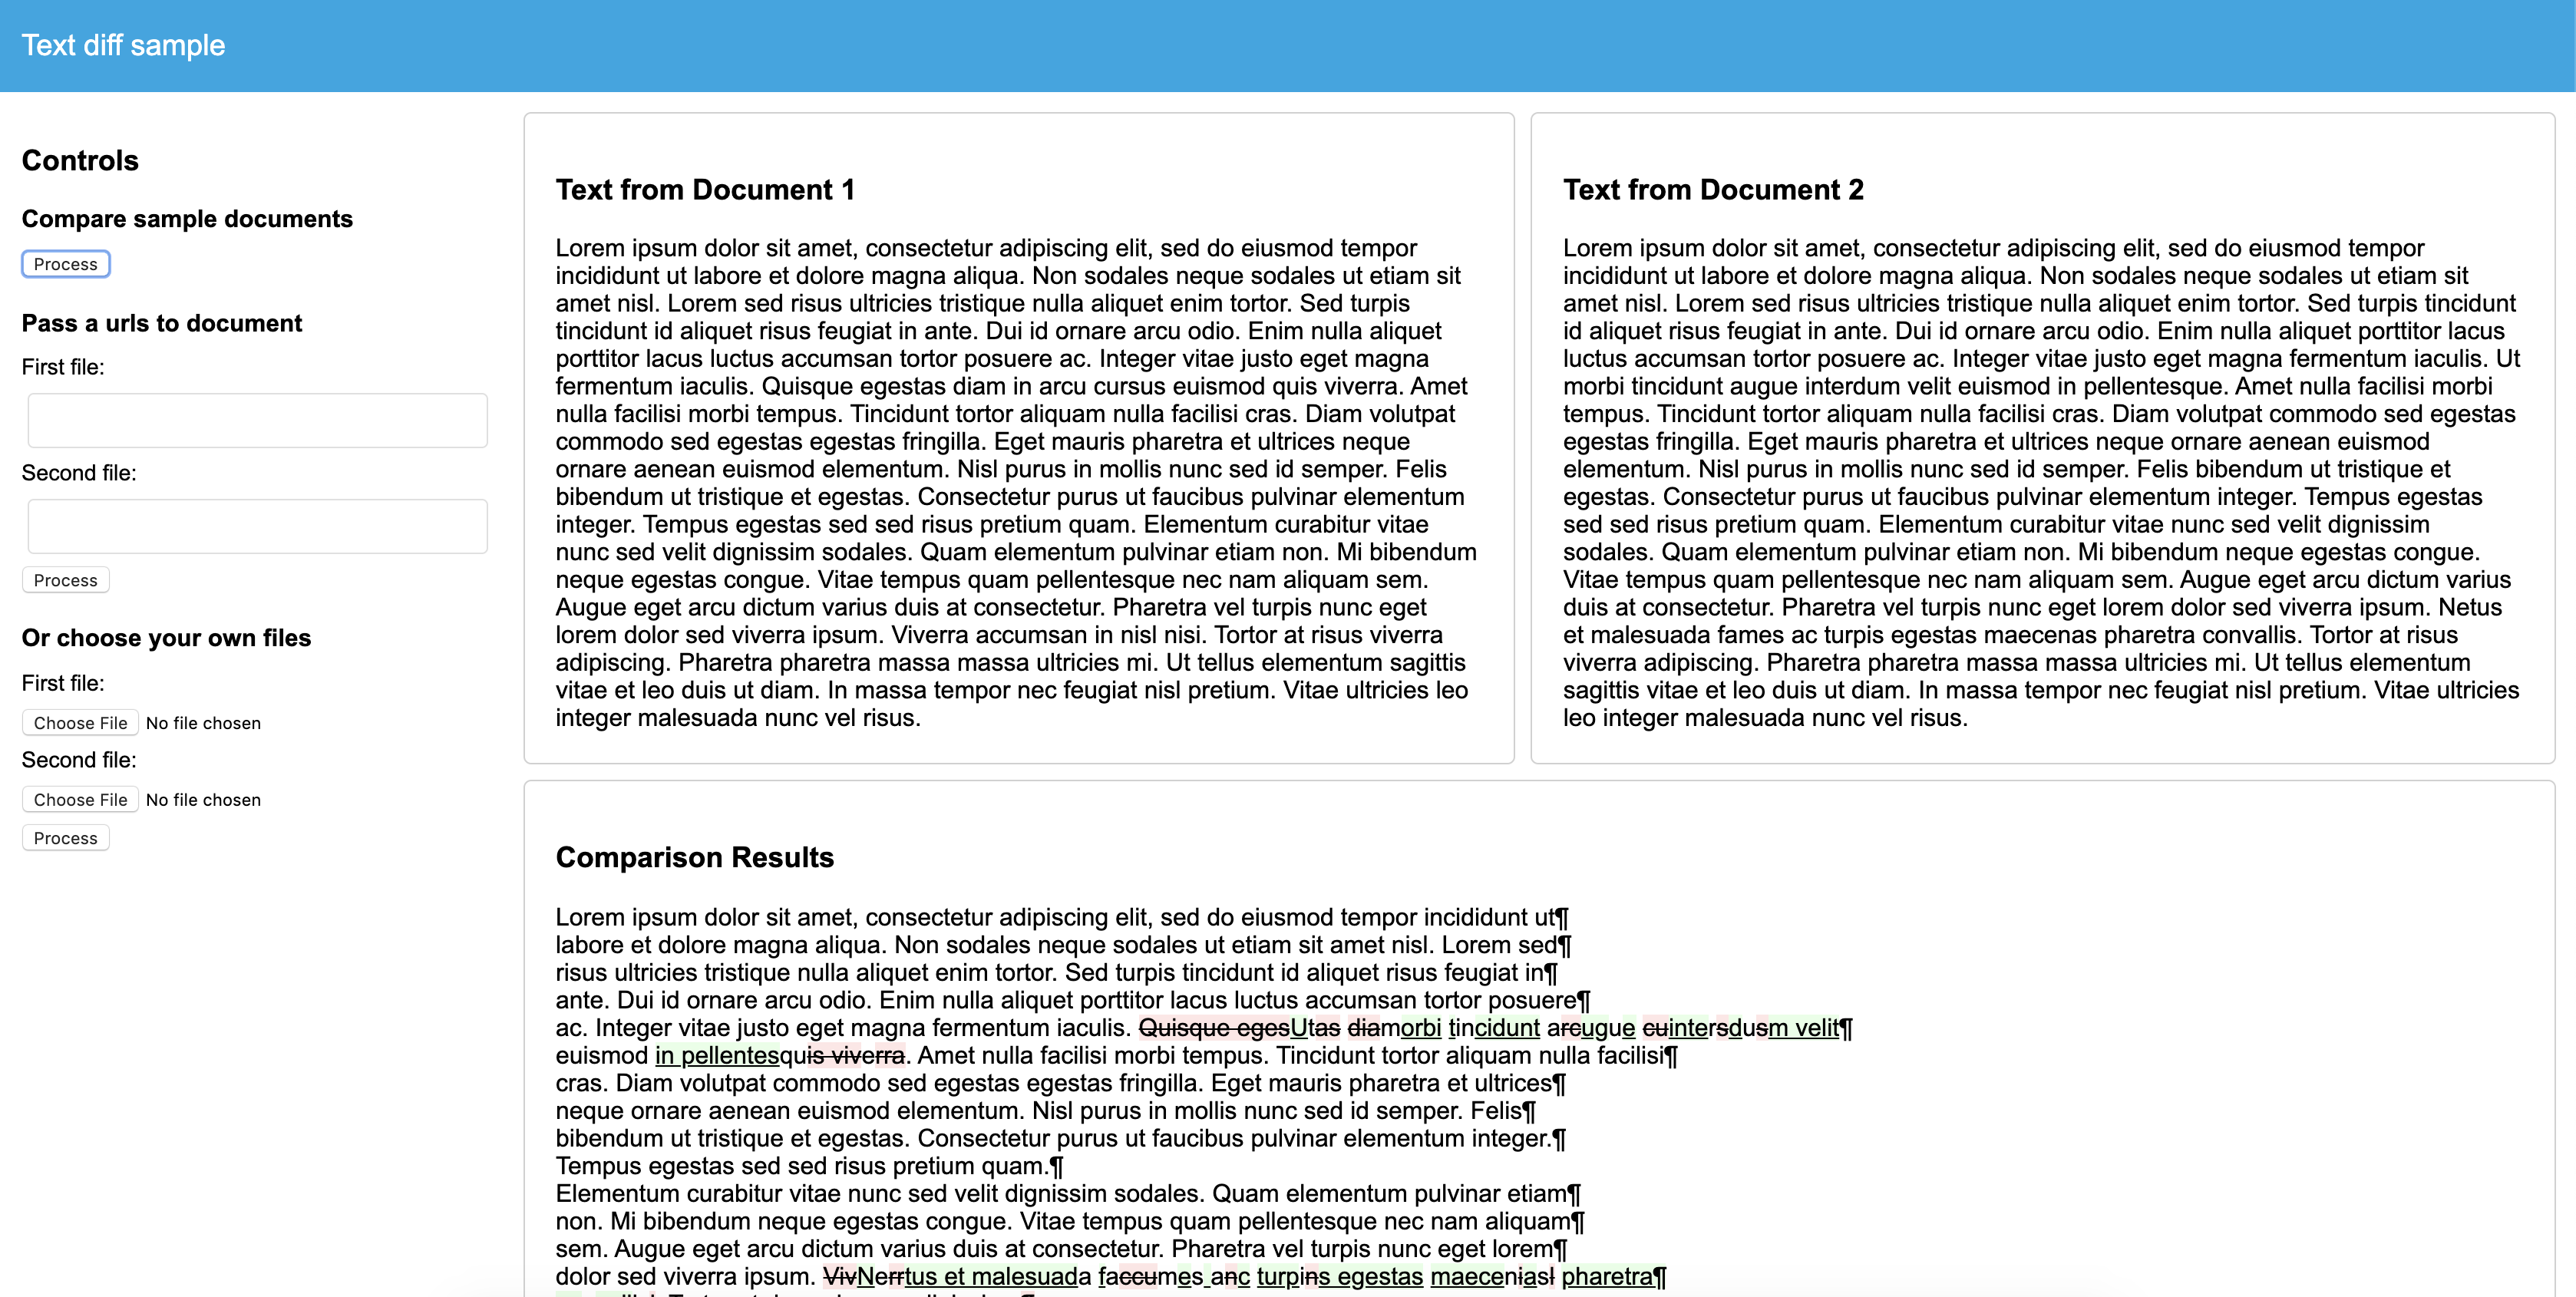 Text diff sample
Controls
Compare sample documents
Process
Pass a urls to document
First file:
Second file:
Process
Or choose your own files
First file:
Choose File No file chosen
Second file:
Choose File No file chosen
Process
Text from Document 1
Lorem ipsum dolor sit amet, consectetur adipiscing elit, sed do eiusmod tempor
incididunt ut labore et dolore magna aliqua. Non sodales neque sodales ut etiam sit
amet nisl. Lorem sed risus ultricies tristique nulla aliquet enim tortor. Sed turpis
tincidunt id aliquet risus feugiat in ante. Dui id ornare arcu odio. Enim nulla aliquet
porttitor lacus luctus accumsan tortor posuere ac. Integer vitae justo eget magna
fermentum iaculis. Quisque egestas diam in arcu cursus euismod quis viverra. Amet
nulla facilisi morbi tempus. Tincidunt tortor aliquam nulla facilisi cras. Diam volutpat
commodo sed egestas egestas fringilla. Eget mauris pharetra et ultrices neque
ornare aenean euismod elementum. Nisl purus in mollis nunc sed id semper. Felis
bibendum ut tristique et egestas. Consectetur purus ut faucibus pulvinar elementum
integer. Tempus egestas sed sed risus pretium quam. Elementum curabitur vitae
nunc sed velit dignissim sodales. Quam elementum pulvinar etiam non. Mi bibendum
neque egestas congue. Vitae tempus quam pellentesque nec nam aliquam sem.
Augue eget arcu dictum varius duis at consectetur. Pharetra vel turpis nunc eget
lorem dolor sed viverra ipsum. Viverra accumsan in nisl nisi. Tortor at risus viverra
adipiscing. Pharetra pharetra massa massa ultricies mi. Ut tellus elementum sagittis
vitae et leo duis ut diam. In massa tempor nec feugiat nisl pretium. Vitae ultricies leo
integer malesuada nunc vel risus.
Text from Document 2
Lorem ipsum dolor sit amet, consectetur adipiscing elit, sed do eiusmod tempor
incididunt ut labore et dolore magna aliqua. Non sodales neque sodales ut etiam sit
amet nisl. Lorem sed risus ultricies tristique nulla aliquet enim tortor. Sed turpis tincidunt
id aliquet risus feugiat in ante. Dui id ornare arcu odio. Enim nulla aliquet porttitor lacus
luctus accumsan tortor posuere ac. Integer vitae justo eget magna fermentum iaculis. Ut
morbi tincidunt augue interdum velit euismod in pellentesque. Amet nulla facilisi morbi
tempus. Tincidunt tortor aliquam nulla facilisi cras. Diam volutpat commodo sed egestas
egestas fringilla. Eget mauris pharetra et ultrices neque ornare aenean euismod
elementum. Nisl purus in mollis nunc sed id semper. Felis bibendum ut tristique et
egestas. Consectetur purus ut faucibus pulvinar elementum integer. Tempus egestas
sed sed risus pretium quam. Elementum curabitur vitae nunc sed velit dignissim
sodales. Quam elementum pulvinar etiam non. Mi bibendum neque egestas congue.
Vitae tempus quam pellentesque nec nam aliquam sem. Augue eget arcu dictum varius
duis at consectetur. Pharetra vel turpis nunc eget lorem dolor sed viverra ipsum. Netus
et malesuada fames ac turpis egestas maecenas pharetra convallis. Tortor at risus
viverra adipiscing. Pharetra pharetra massa massa ultricies mi. Ut tellus elementum
sagittis vitae et leo duis ut diam. In massa tempor nec feugiat nisl pretium. Vitae ultricies
leo integer malesuada nunc vel risus.
Comparison Results
Lorem ipsum dolor sit amet, consectetur adipiscing elit, sed do eiusmod tempor incididunt ut¶
labore et dolore magna aliqua. Non sodales neque sodales ut etiam sit amet nisl. Lorem sed¶
risus ultricies tristique nulla aliquet enim tortor. Sed turpis tincidunt id aliquet risus feugiat in¶
ante. Dui id ornare arcu odio. Enim nulla aliquet porttitor lacus luctus accumsan tortor posuere¶
ac. Integer vitae justo eget magna fermentum iaculis. Quisque egesUtas diamorbi tincidunt arcugue cuintersdusm velit¶
euismod in pellentesquis viverra. Amet nulla facilisi morbi tempus. Tincidunt tortor aliquam nulla facilisi¶
cras. Diam volutpat commodo sed egestas egestas fringilla. Eget mauris pharetra et ultrices¶
neque ornare aenean euismod elementum. Nisl purus in mollis nunc sed id semper. Felis¶
bibendum ut tristique et egestas. Consectetur purus ut faucibus pulvinar elementum integer.¶
Tempus egestas sed sed risus pretium quam.¶
Elementum curabitur vitae nunc sed velit dignissim sodales. Quam elementum pulvinar etiam¶
non. Mi bibendum neque egestas congue. Vitae tempus quam pellentesque nec nam aliquam¶
sem. Augue eget arcu dictum varius duis at consectetur. Pharetra vel turpis nunc eget lorem¶
dolor sed viverra ipsum. VivNerrtus et malesuada faccumes anc turpins egestas maeceniasl pharetra¶